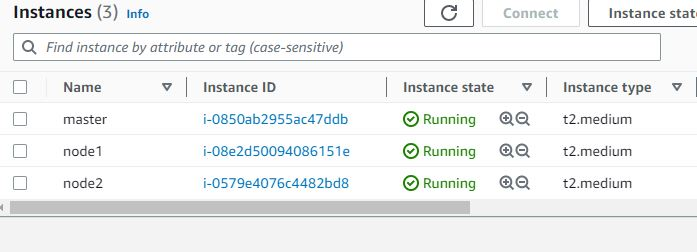 Instances (3) Info
Connect
Instance stat
Find instance by attribute or tag (case-sensitive)
Name Instance ID Instance state Instance type
master i-0850ab2955ac47ddb Running t2.medium
node1 i-08e2d50094086151e Running t2.medium
node2 i-0579e4076c4482bd8 Running t2.medium